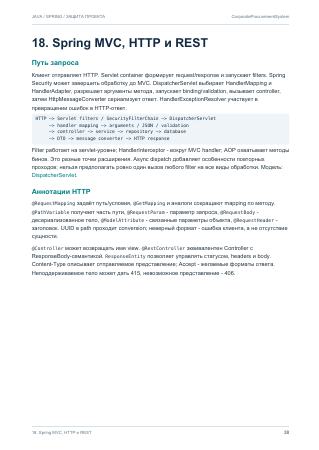 JAVA / SPRING / ЗАЩИТА ПРОЕКТА
CorporateProcurementSystem
18. Spring MVC, HTTP и REST
Путь запроса
Клиент отправляет HTTP. Servlet container формирует request/response и запускает filters. Spring
Security может завершить обработку до MVC. DispatcherServlet выбирает HandlerMapping и
HandlerAdapter, разрешает аргументы метода, запускает binding/validation, вызывает controller,
затем HttpMessageConverter сериализует ответ. HandlerExceptionResolver участвует в
превращении ошибок в HTTP-ответ.
HTTP -> Servlet filters / SecurityFilterChain -> DispatcherServlet
-> handler mapping -> arguments / JSON / validation
-> controller -> service -> repository -> database
-> DTO -> message converter -> HTTP response
Filter работает на servlet-уровне; HandlerInterceptor - вокруг MVC handler; AOP охватывает методы
бинов. Это разные точки расширения. Async dispatch добавляет особенности повторных
проходов: нельзя предполагать ровно один вызов любого filter на все виды обработки. Модель:
DispatcherServlet.
Аннотации HTTP
@RequestMapping задаёт путь/условия, @GetMapping и аналоги сокращают mapping по методу.
@PathVariable получает часть пути, @RequestParam - параметр запроса, @RequestBody -
десериализованное тело, @ModelAttribute - связанные параметры объекта, @RequestHeader -
заголовок. UUID в path проходит conversion; неверный формат - ошибка клиента, а не отсутствие
сущности.
@Controller может возвращать имя view. @RestController эквивалентен Controller с
ResponseBody-семантикой. ResponseEntity позволяет управлять статусом, headers и body.
Content-Type описывает отправляемое представление; Accept - желаемые форматы ответа.
Неподдерживаемое тело может дать 415, невозможное представление - 406.
18. Spring MVC, HTTP и REST
38